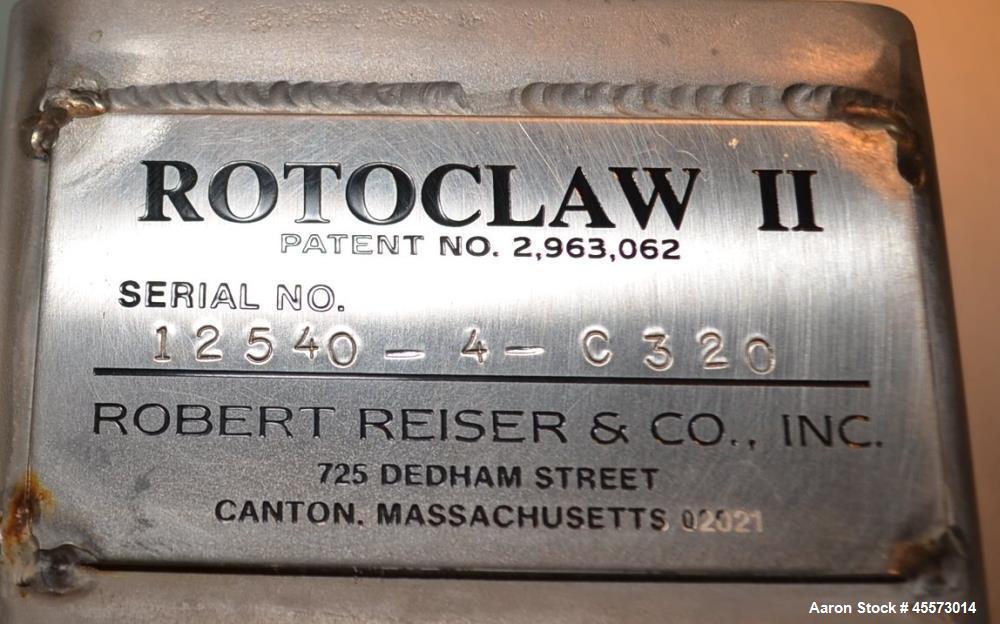 ROTOCLAW II
PATENT NO. 2,963,062
SERIAL NO.
12540 - 4 - C 320
ROBERT REISER & CO., INC.
725 DEDHAM STREET
CANTON. MASSACHUSETTS 02021
Aaron Stock # 45573014